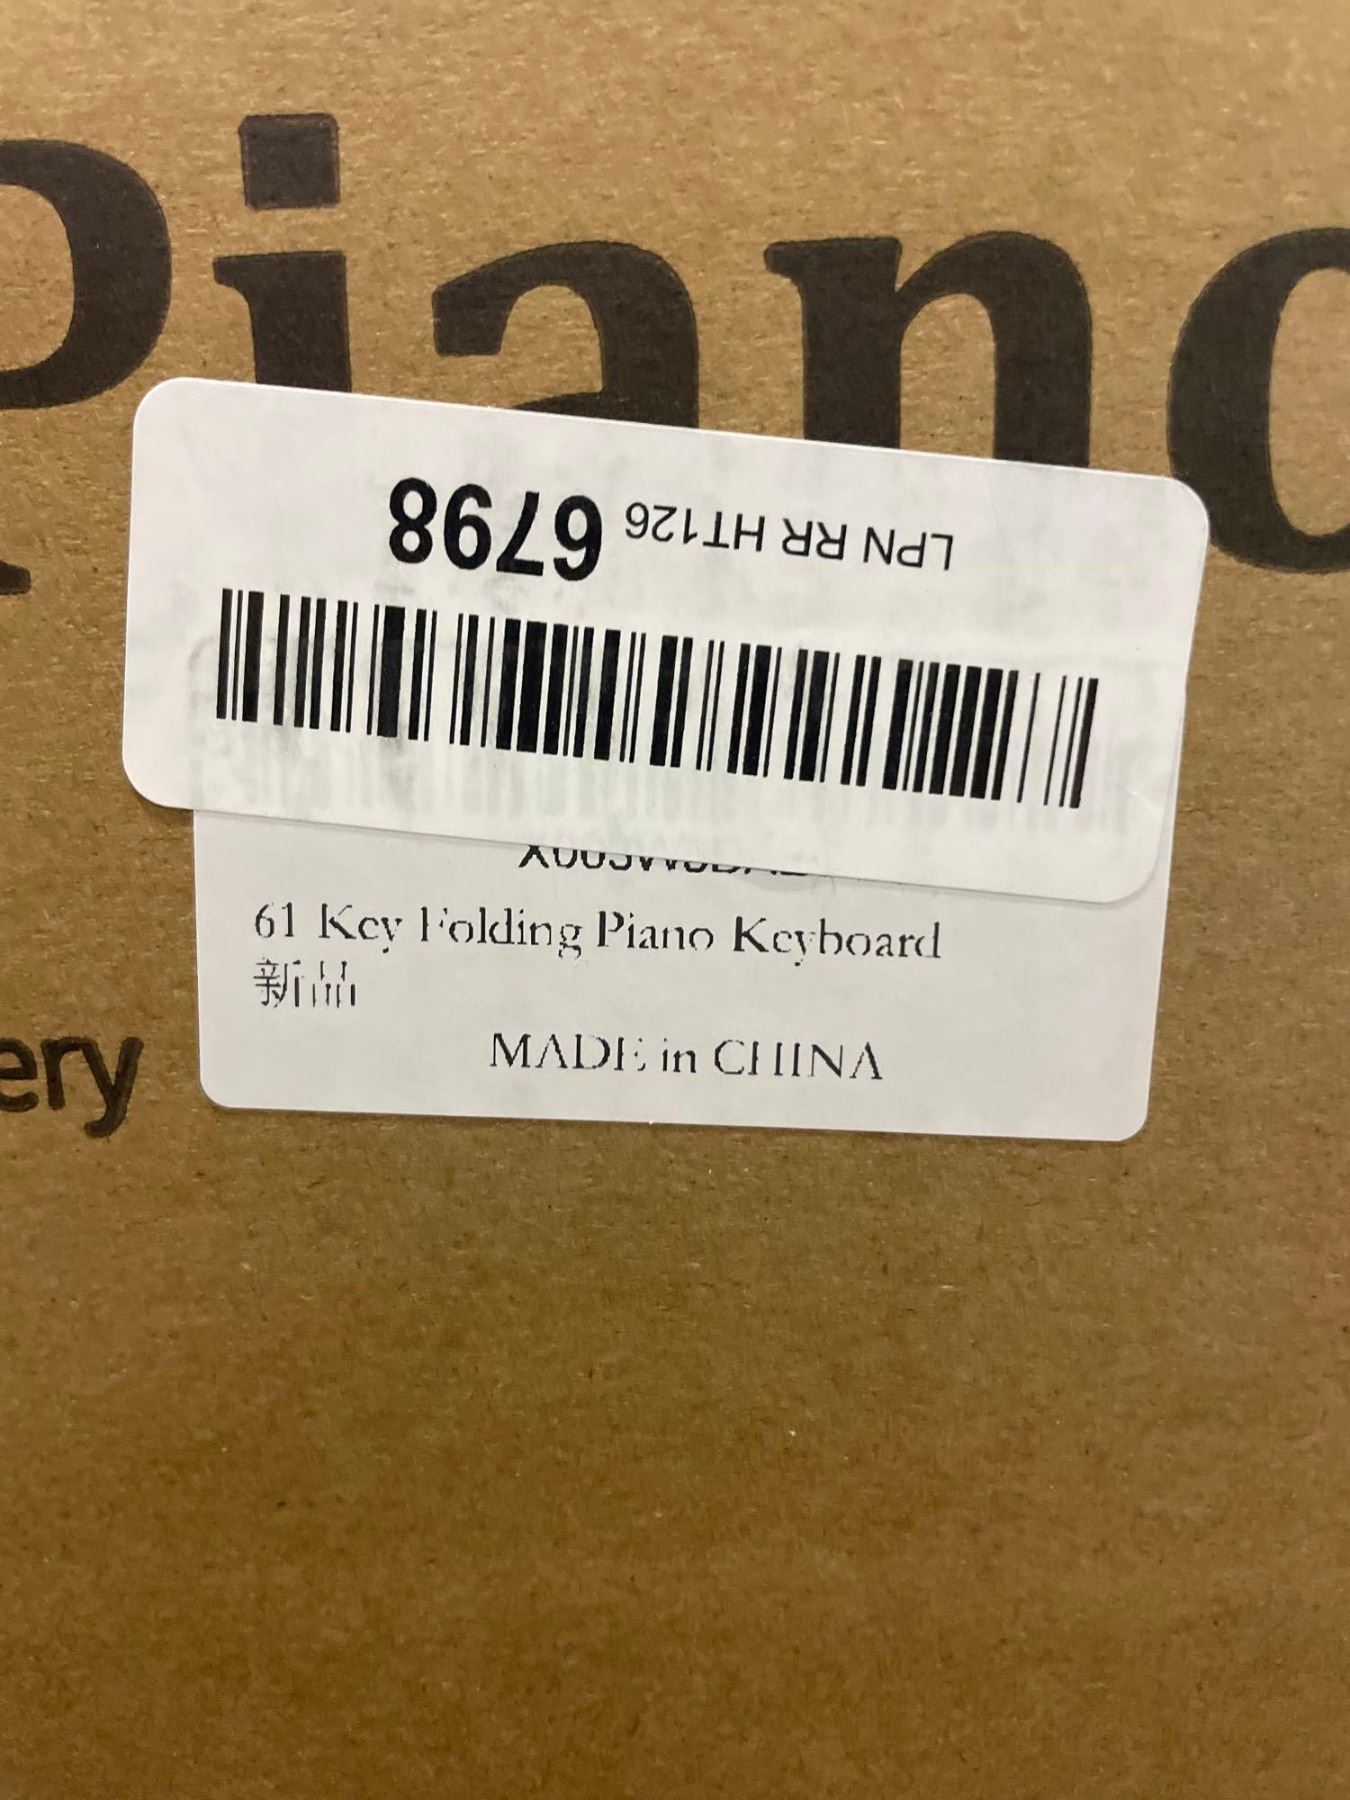 Piano
LPN RR HT126 6798
61 Key Folding Piano Keyboard
新品
MADE in CHINA
ery